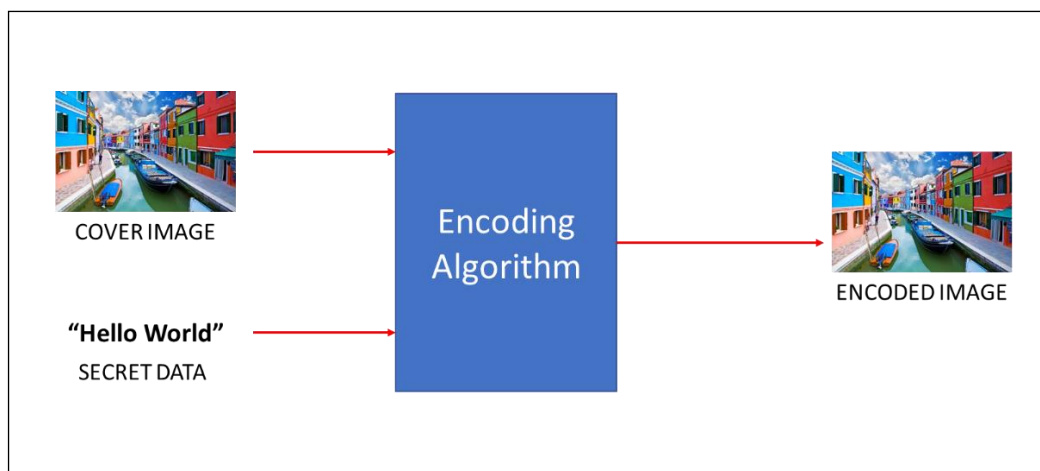 COVER IMAGE
“Hello World”
SECRET DATA
Encoding
Algorithm
ENCODED IMAGE